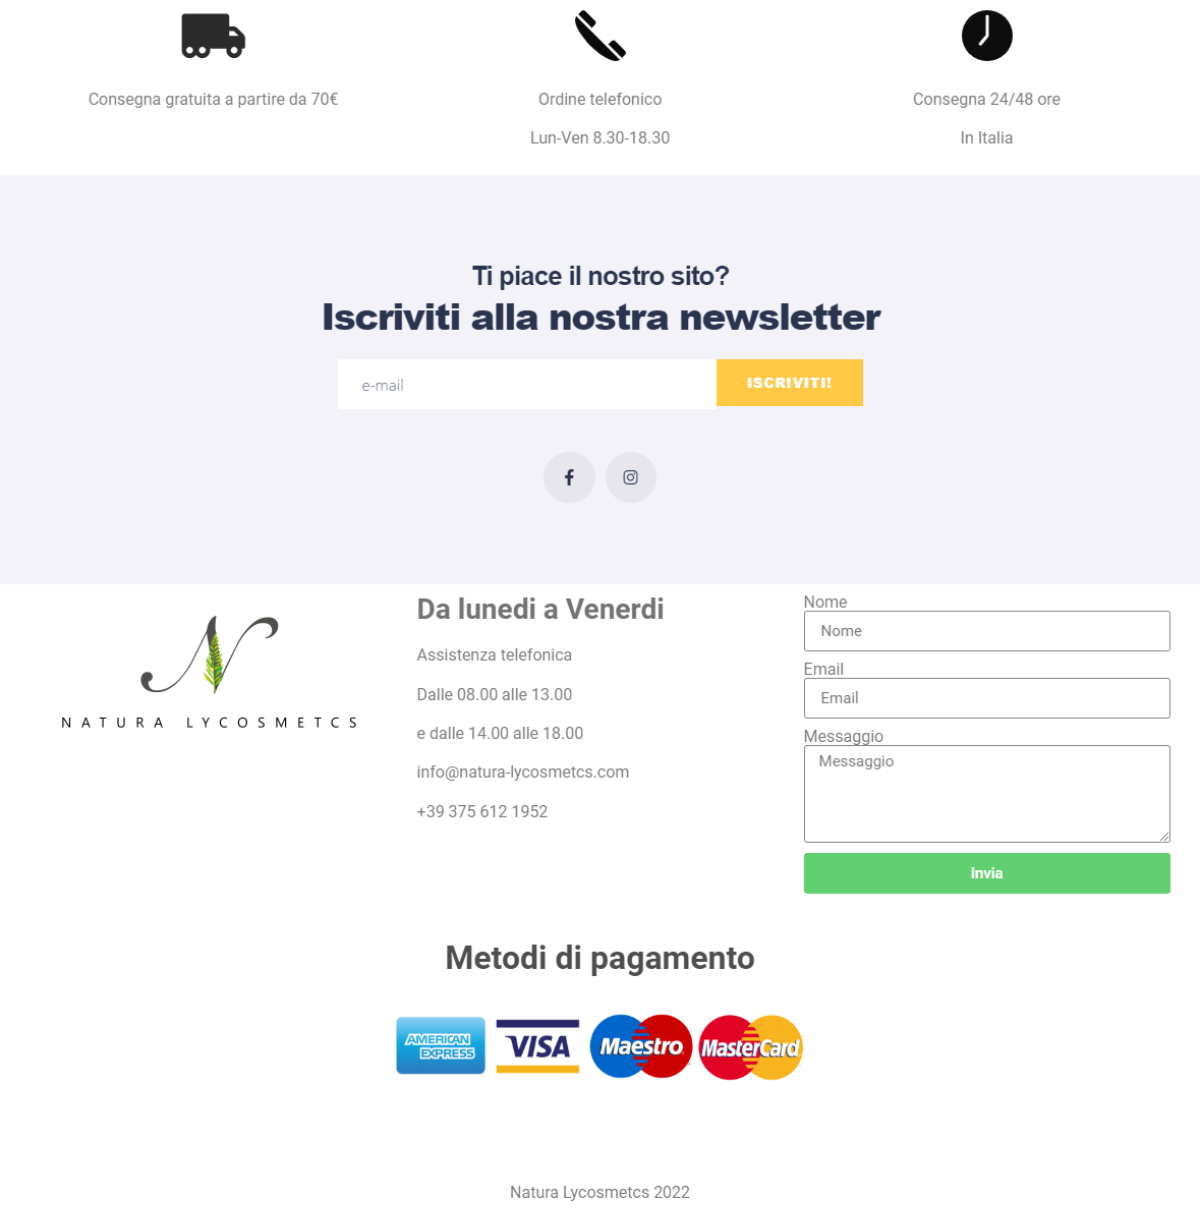 Consegna gratuita a partire da 70€
Ordine telefonico
Lun-Ven 8.30-18.30
Consegna 24/48 ore
In Italia
Ti piace il nostro sito?
Iscriviti alla nostra newsletter
e-mail
ISCRIVITI!
NATURA LYCOSMETCS
Da lunedi a Venerdi
Assistenza telefonica
Dalle 08.00 alle 13.00
e dalle 14.00 alle 18.00
info@natura-lycosmetcs.com
+39 375 612 1952
Nome
Nome
Email
Email
Messaggio
Messaggio
Invia
Metodi di pagamento
AMERICAN
EXPRESS
VISA
Maestro
MasterCard
Natura Lycosmetcs 2022